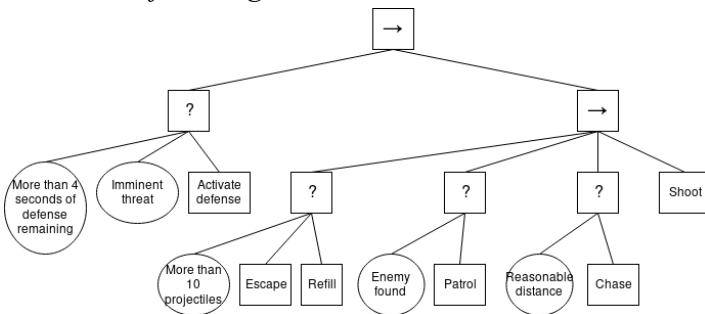 →
?
→
More than 4
seconds of
defense
remaining
Imminent
threat
Activate
defense
?
?
?
Shoot
More than
10
projectiles
Escape
Refill
Enemy
found
Patrol
Reasonable
distance
Chase